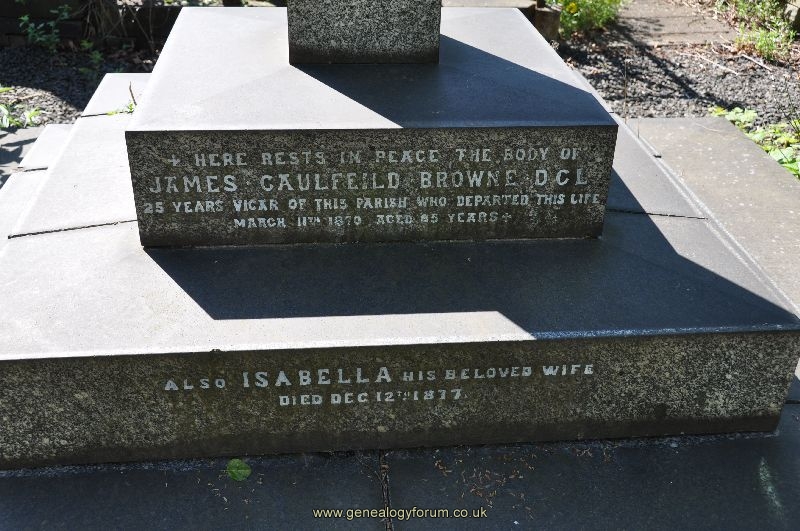 + HERE RESTS IN PEACE THE BODY OF
JAMES CAULFEILD BROWNE D.C.L
25 YEARS VICAR OF THIS PARISH WHO DEPARTED THIS LIFE
MARCH 11TH 1870 AGED 85 YEARS +
ALSO ISABELLA HIS BELOVED WIFE
DIED DEC 12TH 1877.
www.genealogyforum.co.uk